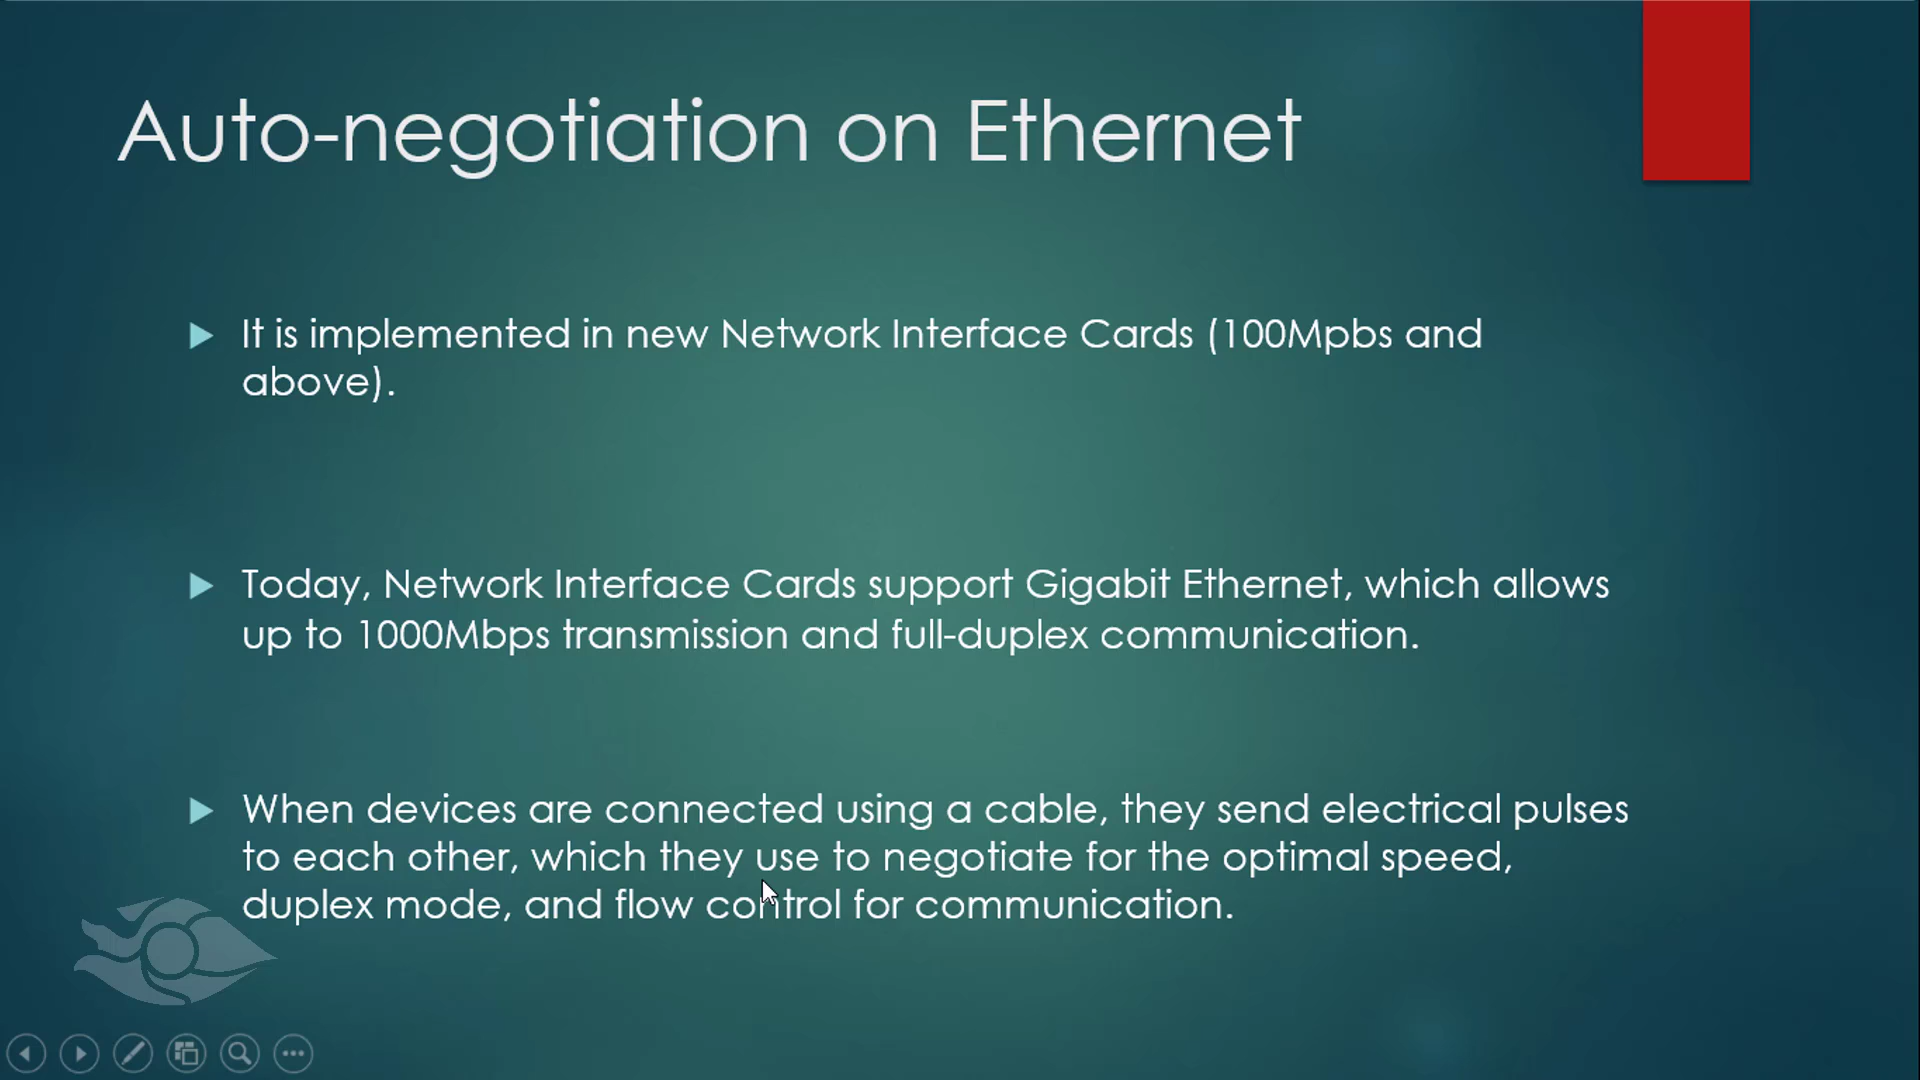 Auto-negotiation on Ethernet
It is implemented in new Network Interface Cards (100Mpbs and
above).
Today, Network Interface Cards support Gigabit Ethernet, which allows
up to 1000Mbps transmission and full-duplex communication.
When devices are connected using a cable, they send electrical pulses
to each other, which they use to negotiate for the optimal speed,
duplex mode, and flow control for communication.